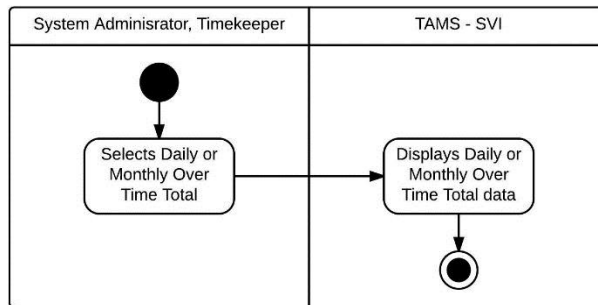 System Adminisrator, Timekeeper
TAMS - SVI
Selects Daily or
Monthly Over
Time Total
Displays Daily or
Monthly Over
Time Total data